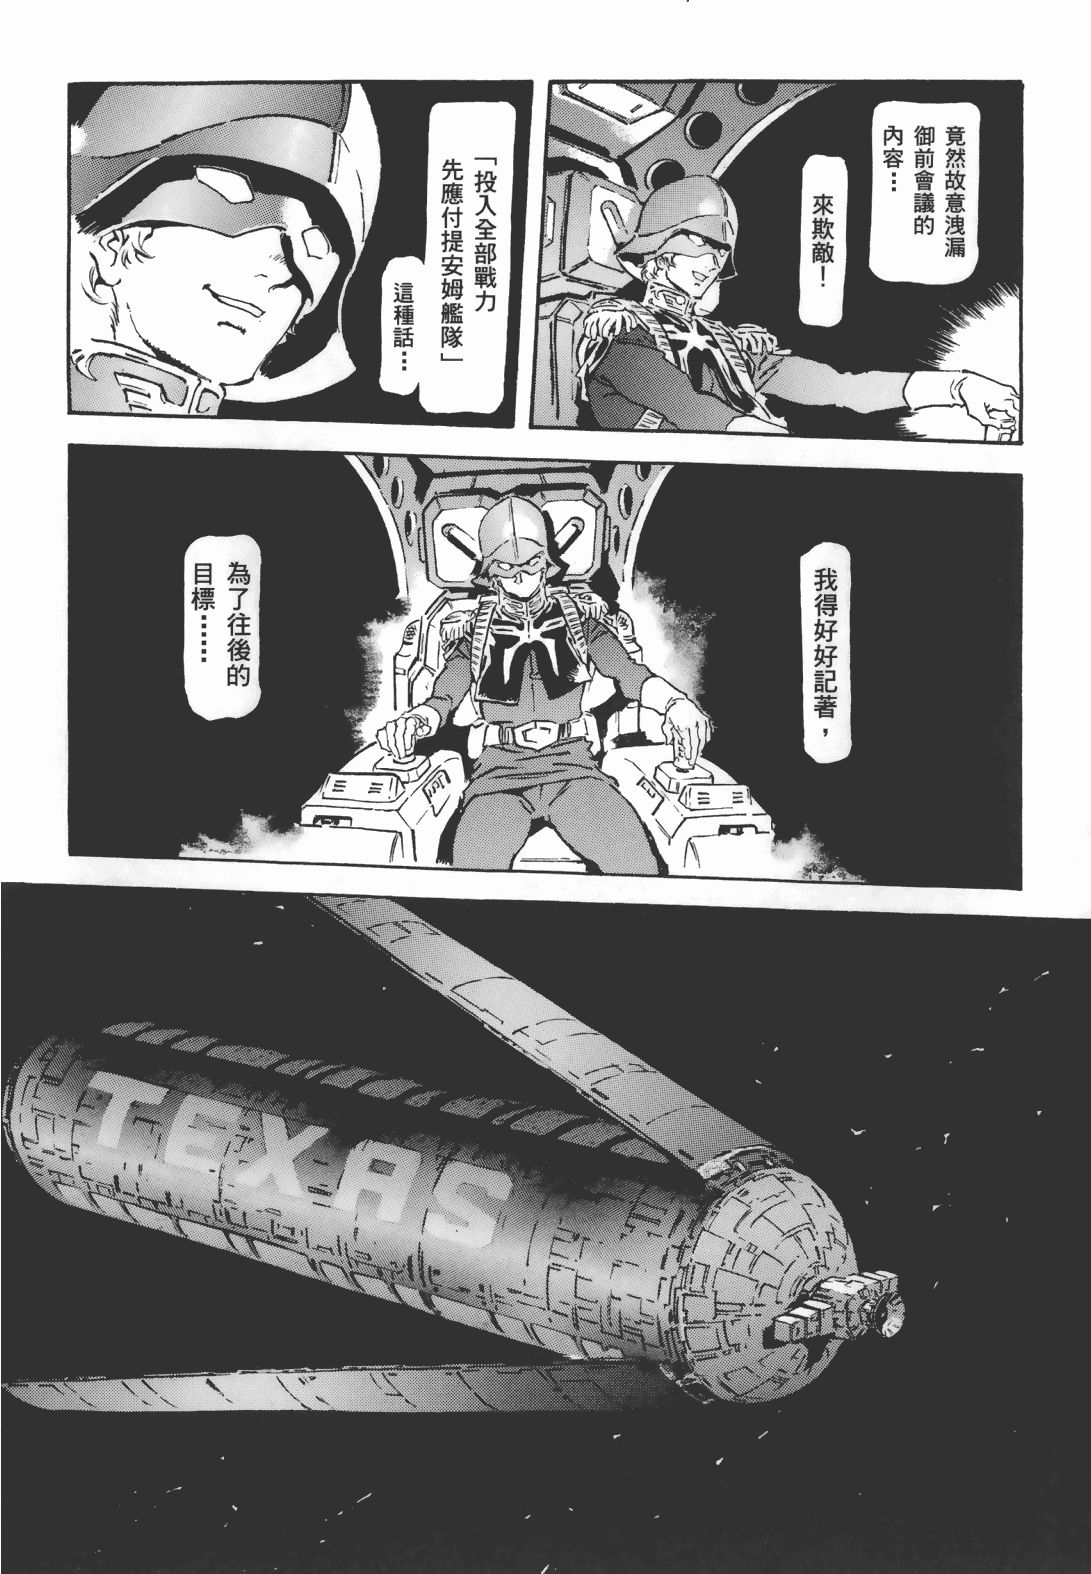 竟然故意洩漏
御前會議的
內容…
來欺敵！
「投入全部戰力
先應付提安姆艦隊」
這種話…
我得好好記著，
為了往後的
目標……
TEXAS